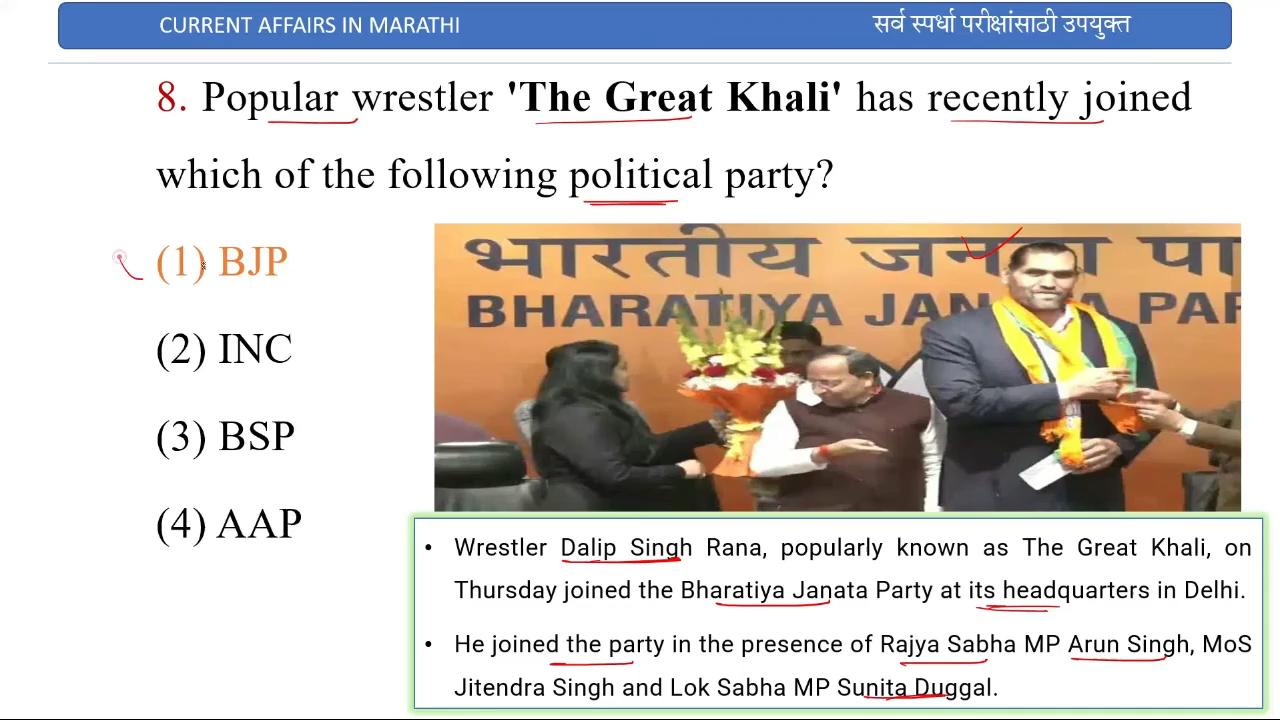 CURRENT AFFAIRS IN MARATHI
सर्व स्पर्धा परीक्षांसाठी उपयुक्त
8. Popular wrestler 'The Great Khali' has recently joined
which of the following political party?
(1) BJP
(2) INC
(3) BSP
(4) AAP
भारतीय जनता पा
BHARATIYA JANATA PAR
• Wrestler Dalip Singh Rana, popularly known as The Great Khali, on
Thursday joined the Bharatiya Janata Party at its headquarters in Delhi.
• He joined the party in the presence of Rajya Sabha MP Arun Singh, MoS
Jitendra Singh and Lok Sabha MP Sunita Duggal.